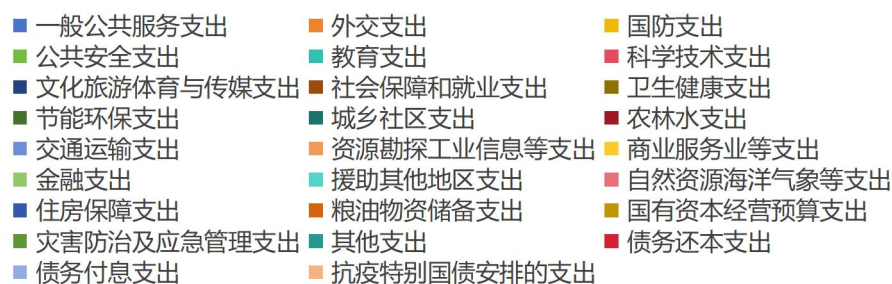 一般公共服务支出
外交支出
国防支出
公共安全支出
教育支出
科学技术支出
文化旅游体育与传媒支出
社会保障和就业支出
卫生健康支出
节能环保支出
城乡社区支出
农林水支出
交通运输支出
资源勘探工业信息等支出
商业服务业等支出
金融支出
援助其他地区支出
自然资源海洋气象等支出
住房保障支出
粮油物资储备支出
国有资本经营预算支出
灾害防治及应急管理支出
其他支出
债务还本支出
债务付息支出
抗疫特别国债安排的支出